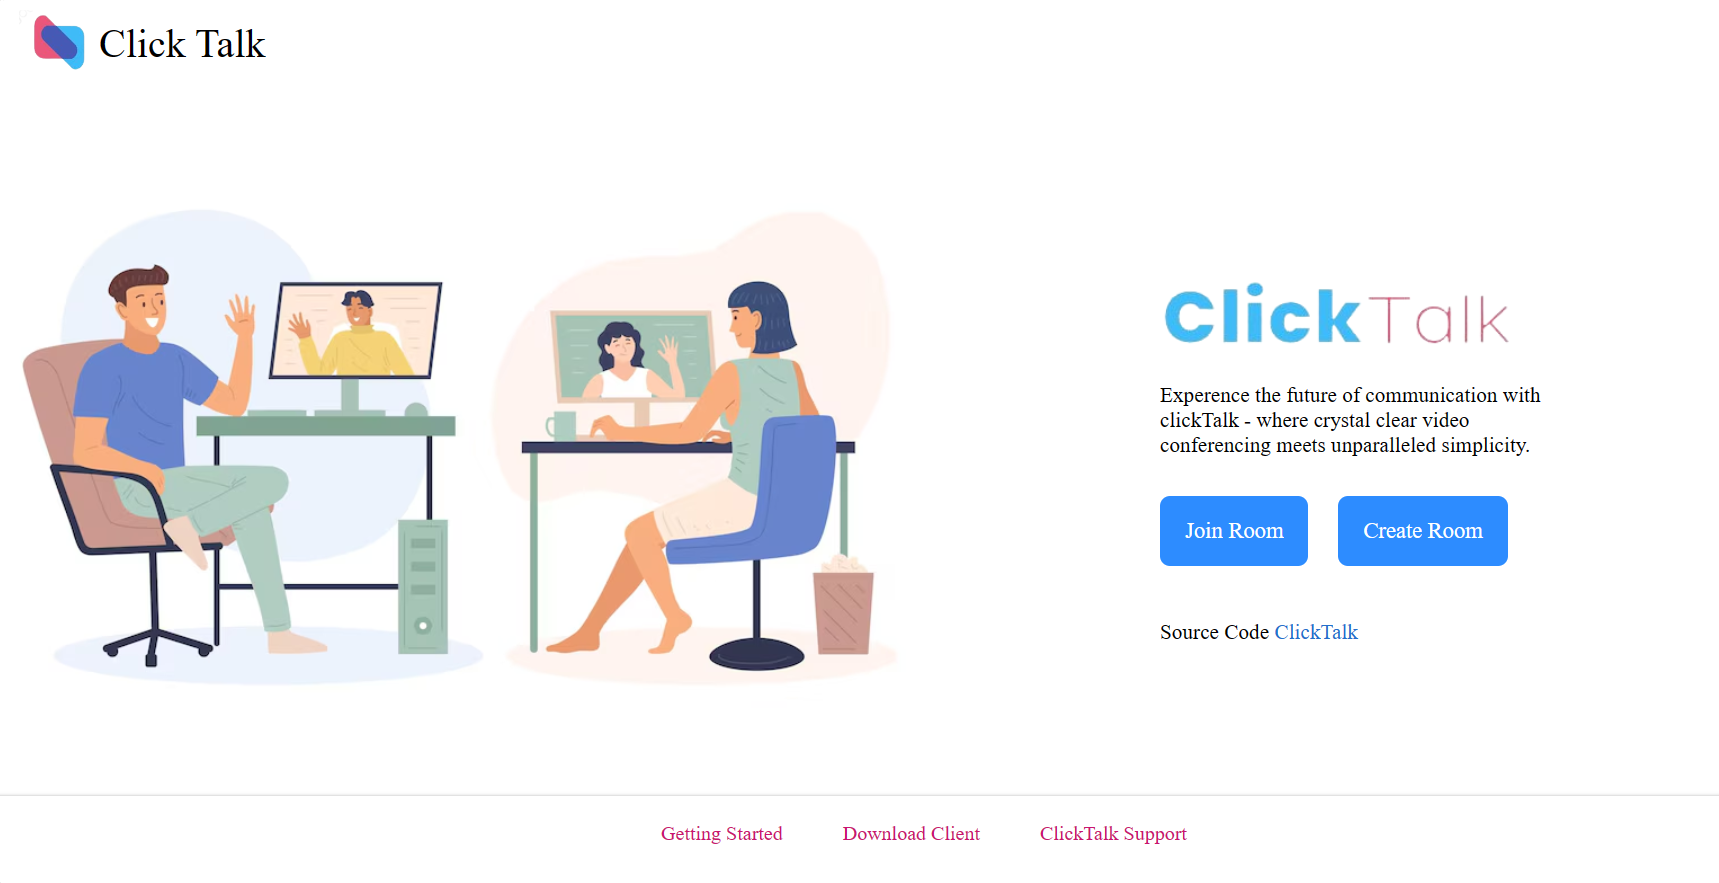 Click Talk
ClickTalk
Experence the future of communication with
clickTalk - where crystal clear video
conferencing meets unparalleled simplicity.
Join Room
Create Room
Source Code ClickTalk
Getting Started
Download Client
ClickTalk Support